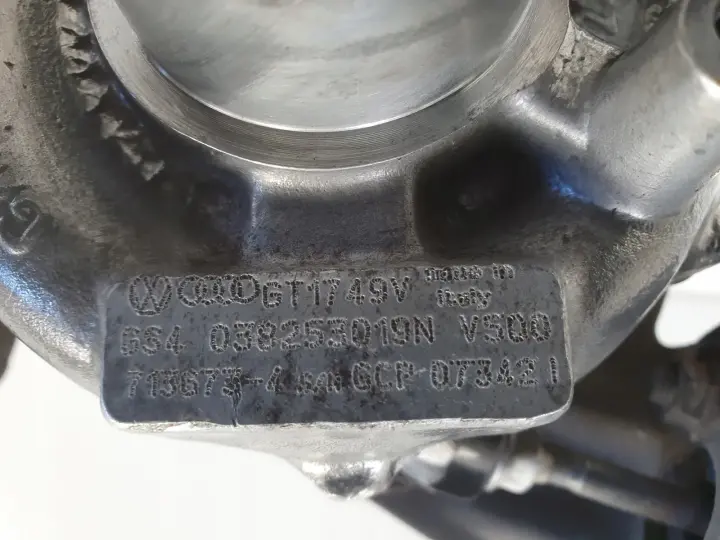 GT1749V made in Italy
GS4 038253019N V500
713673-4 GCP 07342 I